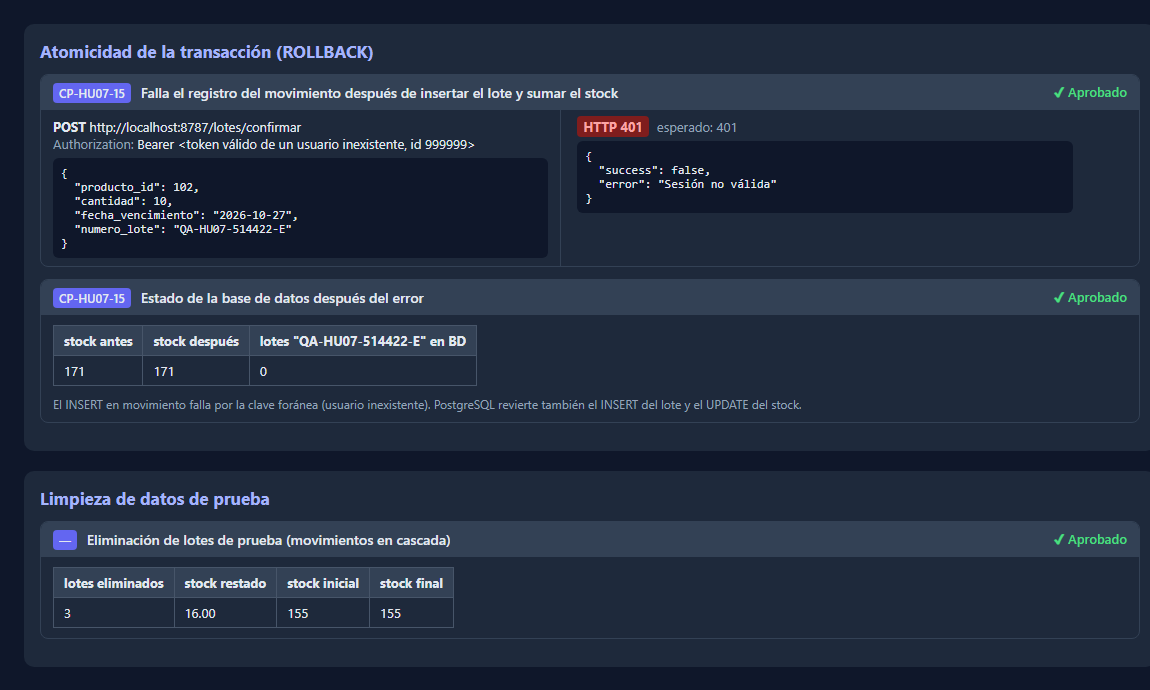 Atomicidad de la transacción (ROLLBACK)
CP-HU07-15 Falla el registro del movimiento después de insertar el lote y sumar el stock ✓ Aprobado
POST http://localhost:8787/lotes/confirmar
Authorization: Bearer <token válido de un usuario inexistente, id 999999>
{
  "producto_id": 102,
  "cantidad": 10,
  "fecha_vencimiento": "2026-10-27",
  "numero_lote": "QA-HU07-514422-E"
}
HTTP 401 esperado: 401
{
  "success": false,
  "error": "Sesión no válida"
}
CP-HU07-15 Estado de la base de datos después del error ✓ Aprobado
stock antes stock después lotes "QA-HU07-514422-E" en BD
171 171 0
El INSERT en movimiento falla por la clave foránea (usuario inexistente). PostgreSQL revierte también el INSERT del lote y el UPDATE del stock.
Limpieza de datos de prueba
— Eliminación de lotes de prueba (movimientos en cascada) ✓ Aprobado
lotes eliminados stock restado stock inicial stock final
3 16.00 155 155